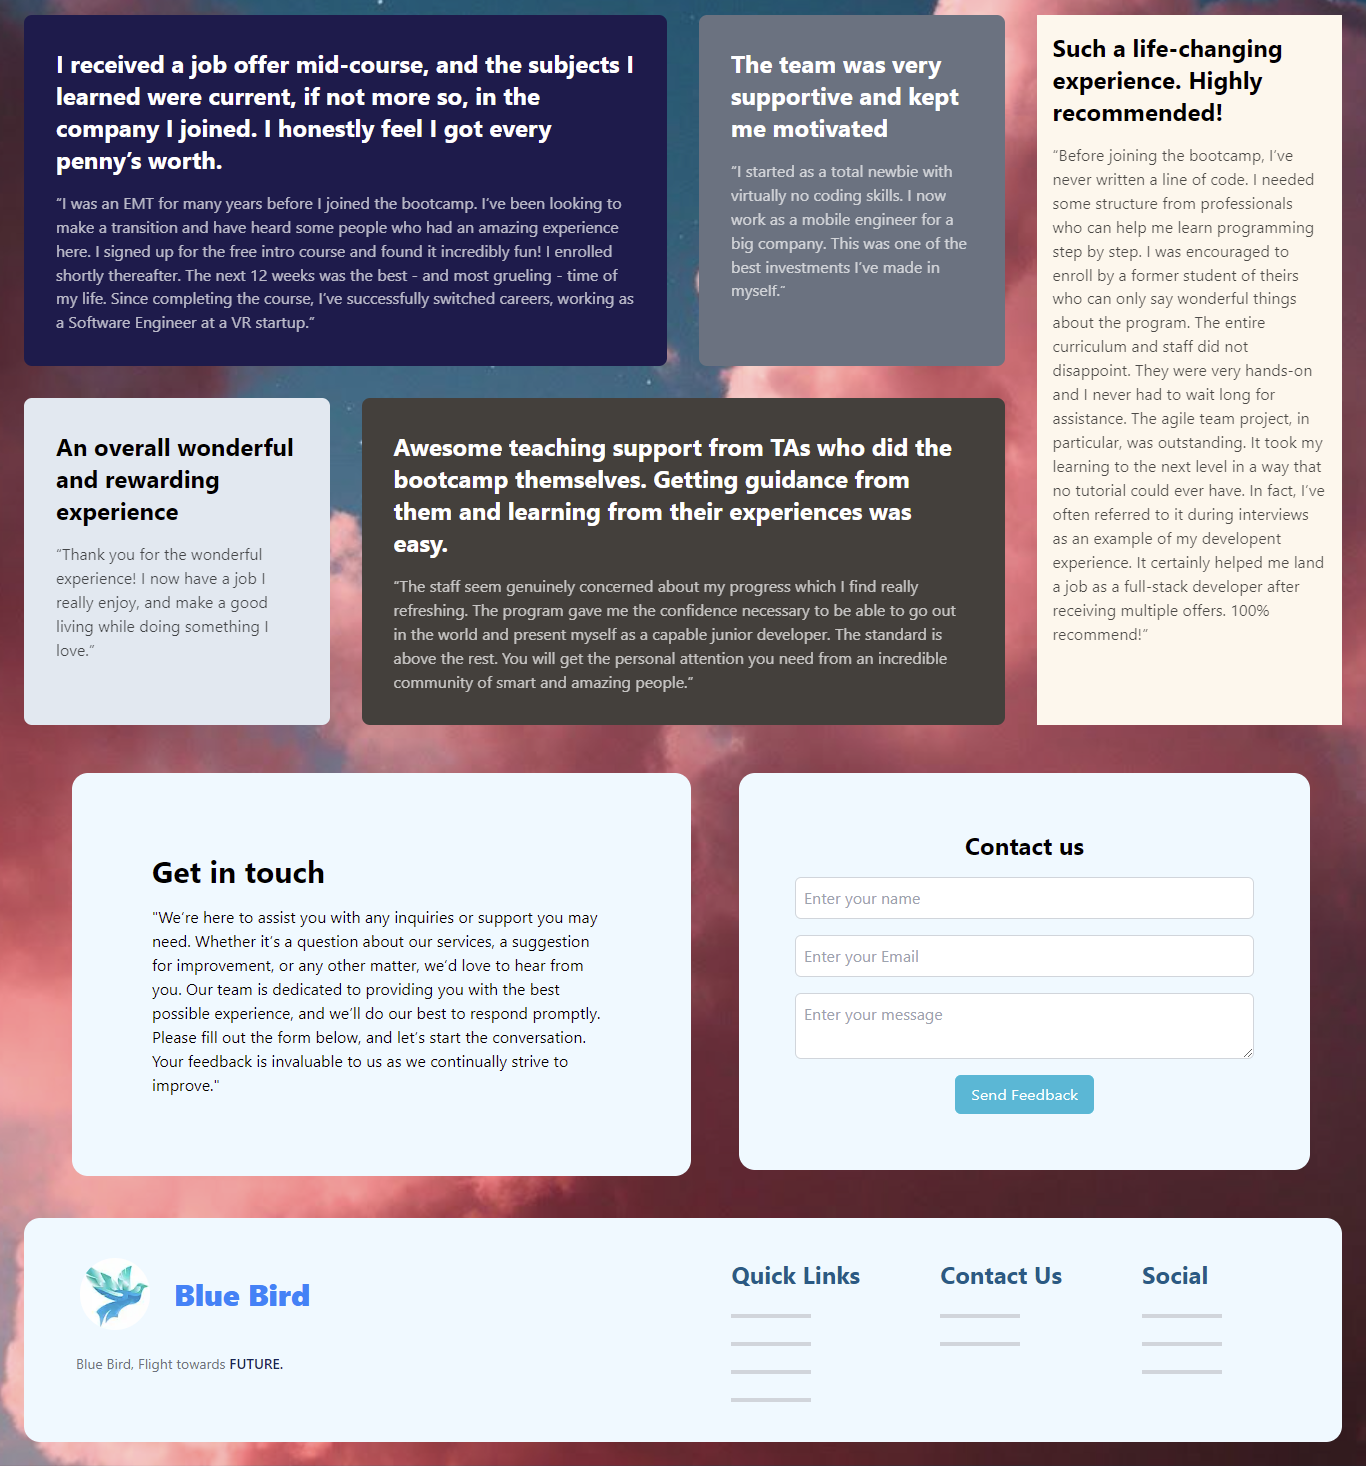 I received a job offer mid-course, and the subjects I
learned were current, if not more so, in the
company I joined. I honestly feel I got every
penny’s worth.
“I was an EMT for many years before I joined the bootcamp. I’ve been looking to
make a transition and have heard some people who had an amazing experience
here. I signed up for the free intro course and found it incredibly fun! I enrolled
shortly thereafter. The next 12 weeks was the best - and most grueling - time of
my life. Since completing the course, I’ve successfully switched careers, working as
a Software Engineer at a VR startup.”
The team was very
supportive and kept
me motivated
“I started as a total newbie with
virtually no coding skills. I now
work as a mobile engineer for a
big company. This was one of the
best investments I’ve made in
myself.”
Such a life-changing
experience. Highly
recommended!
“Before joining the bootcamp, I’ve
never written a line of code. I needed
some structure from professionals
who can help me learn programming
step by step. I was encouraged to
enroll by a former student of theirs
who can only say wonderful things
about the program. The entire
curriculum and staff did not
disappoint. They were very hands-on
and I never had to wait long for
assistance. The agile team project, in
particular, was outstanding. It took my
learning to the next level in a way that
no tutorial could ever have. In fact, I’ve
often referred to it during interviews
as an example of my developent
experience. It certainly helped me land
a job as a full-stack developer after
receiving multiple offers. 100%
recommend!”
An overall wonderful
and rewarding
experience
“Thank you for the wonderful
experience! I now have a job I
really enjoy, and make a good
living while doing something I
love.”
Awesome teaching support from TAs who did the
bootcamp themselves. Getting guidance from
them and learning from their experiences was
easy.
“The staff seem genuinely concerned about my progress which I find really
refreshing. The program gave me the confidence necessary to be able to go out
in the world and present myself as a capable junior developer. The standard is
above the rest. You will get the personal attention you need from an incredible
community of smart and amazing people.”
Get in touch
"We’re here to assist you with any inquiries or support you may
need. Whether it’s a question about our services, a suggestion
for improvement, or any other matter, we’d love to hear from
you. Our team is dedicated to providing you with the best
possible experience, and we’ll do our best to respond promptly.
Please fill out the form below, and let’s start the conversation.
Your feedback is invaluable to us as we continually strive to
improve."
Contact us
Enter your name
Enter your Email
Enter your message
Send Feedback
Blue Bird
Blue Bird, Flight towards FUTURE.
Quick Links
Contact Us
Social